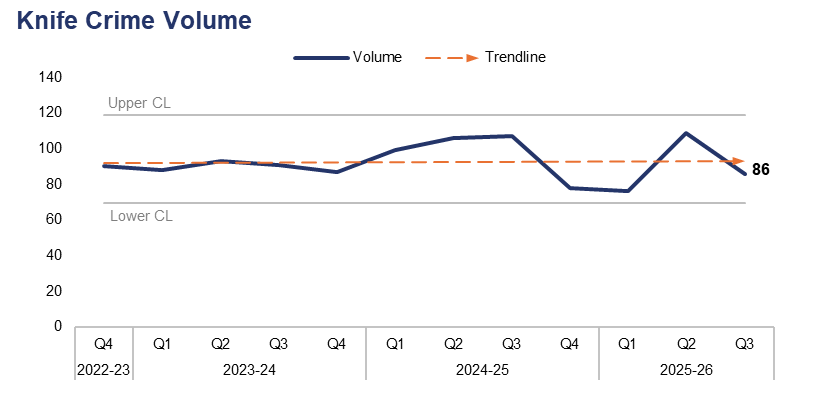 Knife Crime Volume
Volume Trendline
140
Upper CL
120
100
86
80
Lower CL
60
40
20
0
Q4 Q1 Q2 Q3 Q4 Q1 Q2 Q3 Q4 Q1 Q2 Q3
2022-23 2023-24 2024-25 2025-26